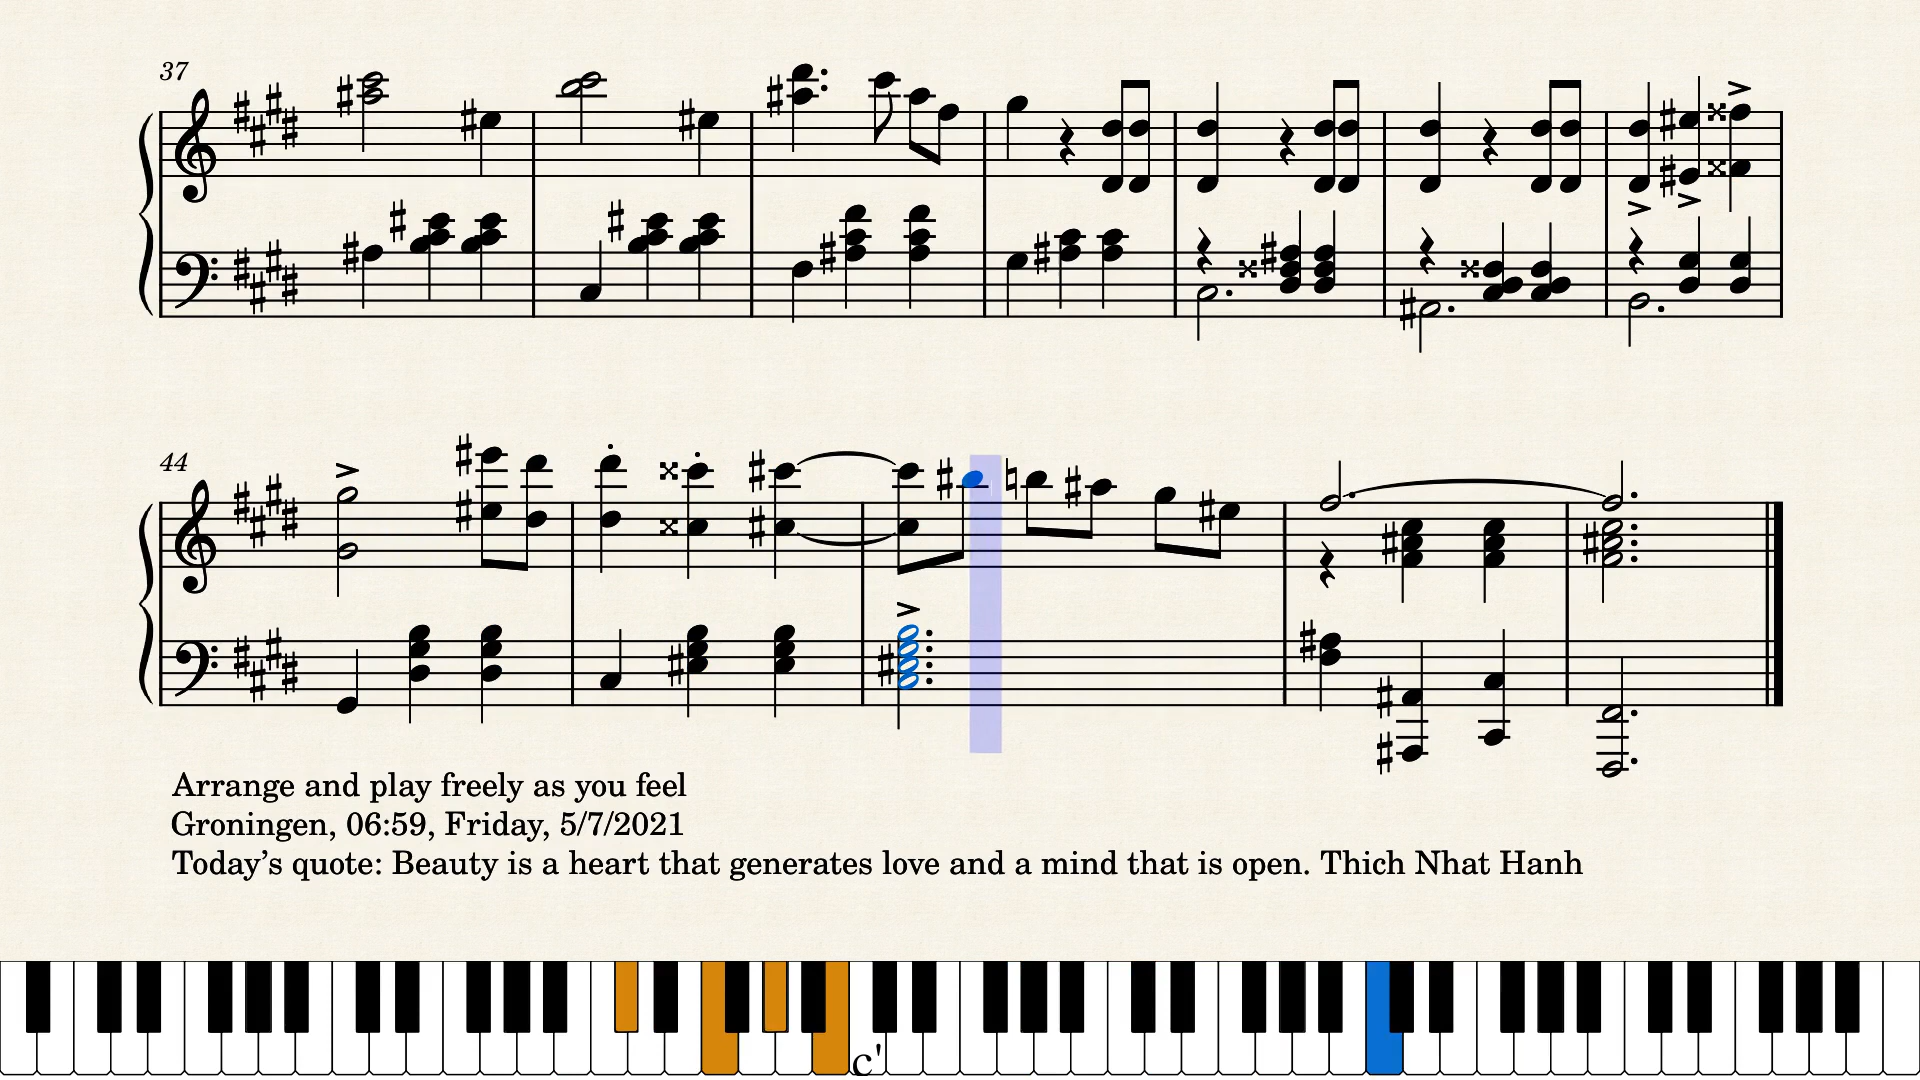 37
44
Arrange and play freely as you feel
Groningen, 06:59, Friday, 5/7/2021
Today’s quote: Beauty is a heart that generates love and a mind that is open. Thich Nhat Hanh
c'